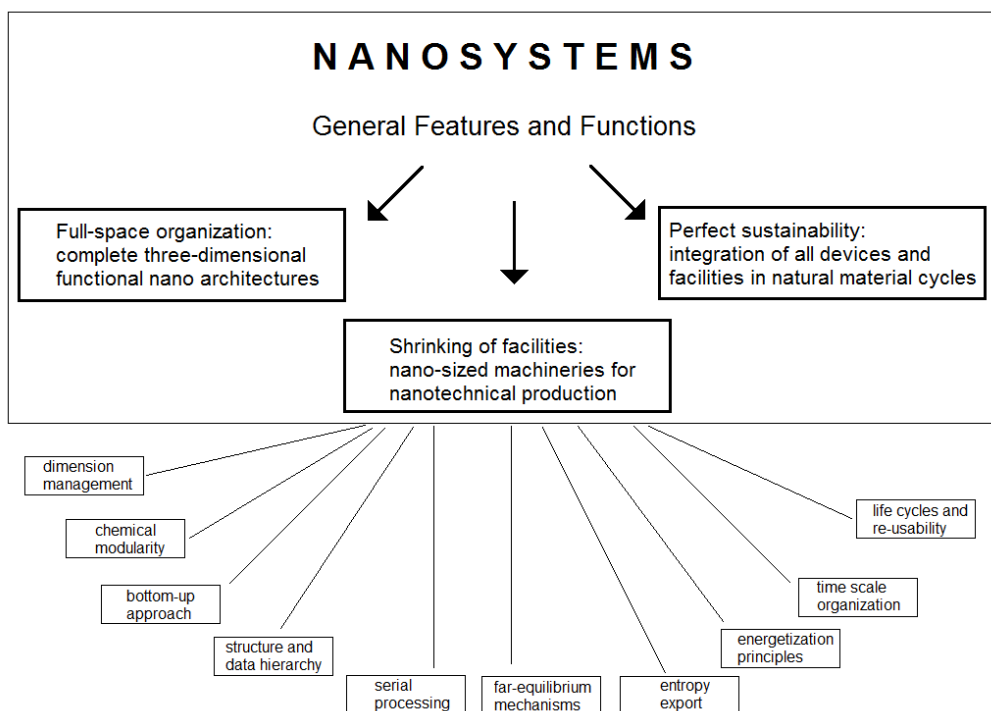 NANOSYSTEMS
General Features and Functions
Full-space organization:
complete three-dimensional
functional nano architectures
Perfect sustainability:
integration of all devices and
facilities in natural material cycles
Shrinking of facilities:
nano-sized machineries for
nanotechnical production
dimension
management
chemical
modularity
bottom-up
approach
structure and
data hierarchy
serial
processing
far-equilibrium
mechanisms
entropy
export
energetization
principles
time scale
organization
life cycles and
re-usability